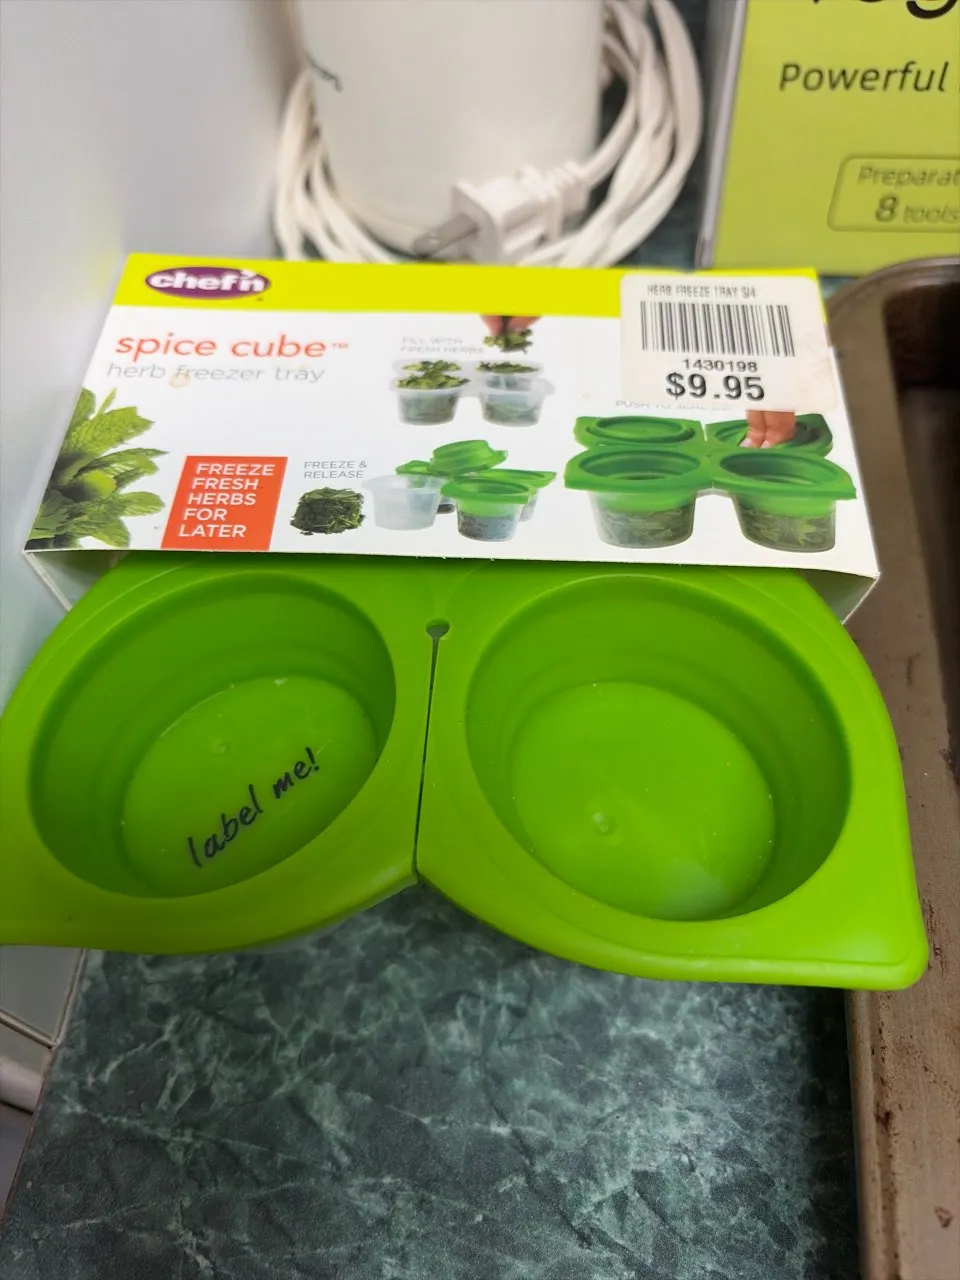 Powerful
8 tools
chef'n
HERB FREEZE TRAY S/4
1430198
$9.95
spice cube™
herb freezer tray
FILL WITH
FRESH HERBS
FREEZE &
RELEASE
FREEZE
FRESH
HERBS
FOR
LATER
label me!